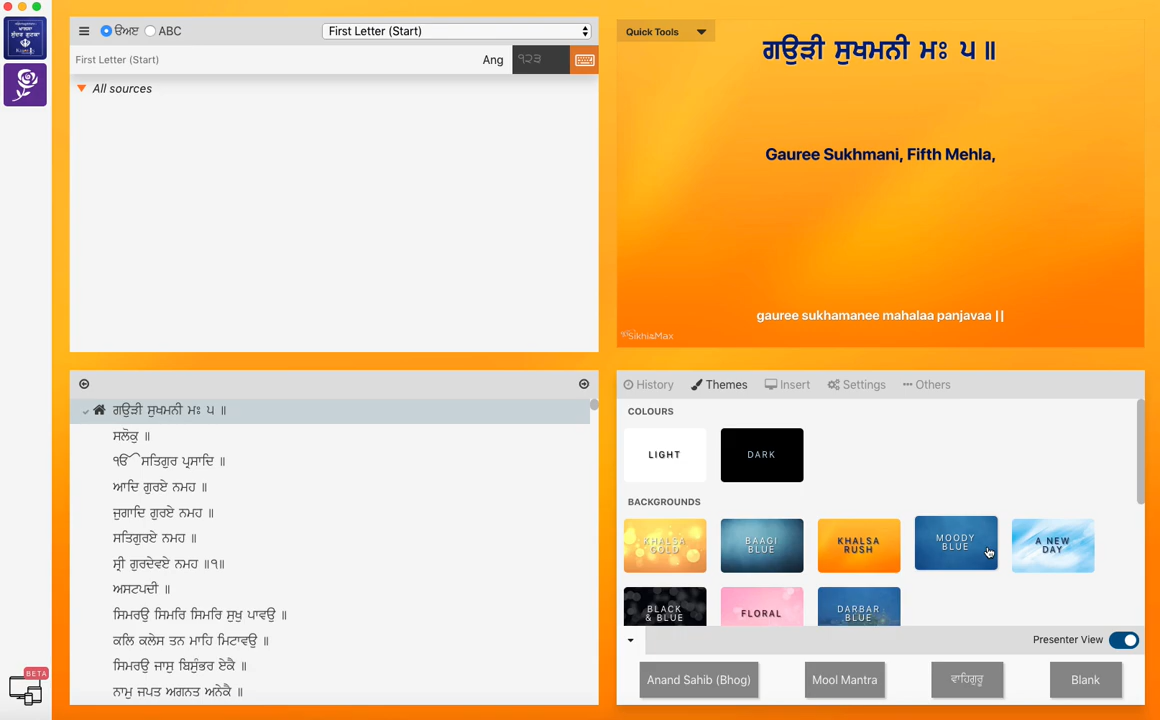 ੳਅੲ ABC
First Letter (Start)
First Letter (Start)
Ang ੧੨੩
All sources
Quick Tools
ਗਉੜੀ ਸੁਖਮਨੀ ਮਃ ੫ ॥
Gauree Sukhmani, Fifth Mehla,
gauree sukhamanee mahalaa panjavaa ||
SikhiToTheMax
ਗਉੜੀ ਸੁਖਮਨੀ ਮਃ ੫ ॥
ਸਲੋਕੁ ॥
ੴ ਸਤਿਗੁਰ ਪ੍ਰਸਾਦਿ ॥
ਆਦਿ ਗੁਰਏ ਨਮਹ ॥
ਜੁਗਾਦਿ ਗੁਰਏ ਨਮਹ ॥
ਸਤਿਗੁਰਏ ਨਮਹ ॥
ਸ੍ਰੀ ਗੁਰਦੇਵਏ ਨਮਹ ॥੧॥
ਅਸਟਪਦੀ ॥
ਸਿਮਰਉ ਸਿਮਰਿ ਸਿਮਰਿ ਸੁਖੁ ਪਾਵਉ ॥
ਕਲਿ ਕਲੇਸ ਤਨ ਮਾਹਿ ਮਿਟਾਵਉ ॥
ਸਿਮਰਉ ਜਾਸੁ ਬਿਸੁੰਭਰ ਏਕੈ ॥
ਨਾਮੁ ਜਪਤ ਅਗਨਤ ਅਨੇਕੈ ॥
History Themes Insert Settings Others
COLOURS
LIGHT
DARK
BACKGROUNDS
KHALSA
GOLD
BAAGI
BLUE
KHALSA
RUSH
MOODY
BLUE
A NEW
DAY
BLACK
& BLUE
FLORAL
DARBAR
BLUE
Presenter View
Anand Sahib (Bhog)
Mool Mantra
ਵਾਹਿਗੁਰੂ
Blank
BETA